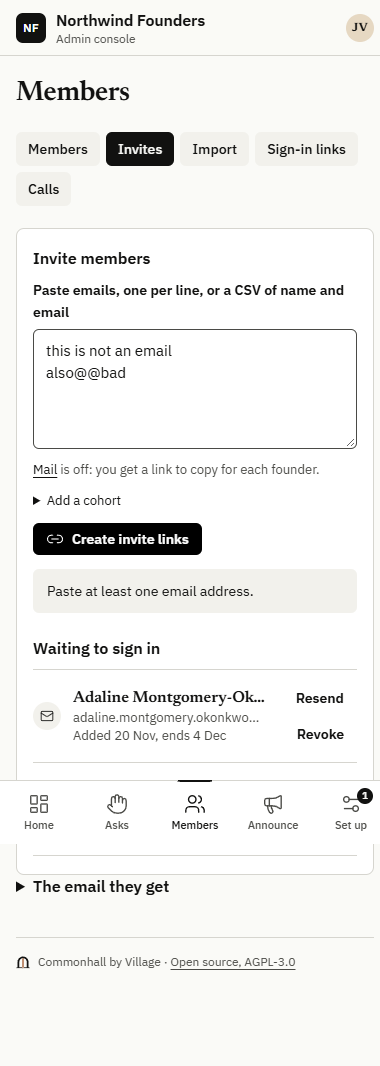 NF
Northwind Founders
Admin console
JV
Members
Members
Invites
Import
Sign-in links
Calls
Invite members
Paste emails, one per line, or a CSV of name and
email
this is not an email
also@@bad
Mail is off: you get a link to copy for each founder.
Add a cohort
Create invite links
Paste at least one email address.
Waiting to sign in
Adaline Montgomery-Ok...
Resend
adaline.montgomery.okonkwo...
Added 20 Nov, ends 4 Dec
Revoke
1
Home
Asks
Members
Announce
Set up
The email they get
Commonhall by Village · Open source, AGPL-3.0